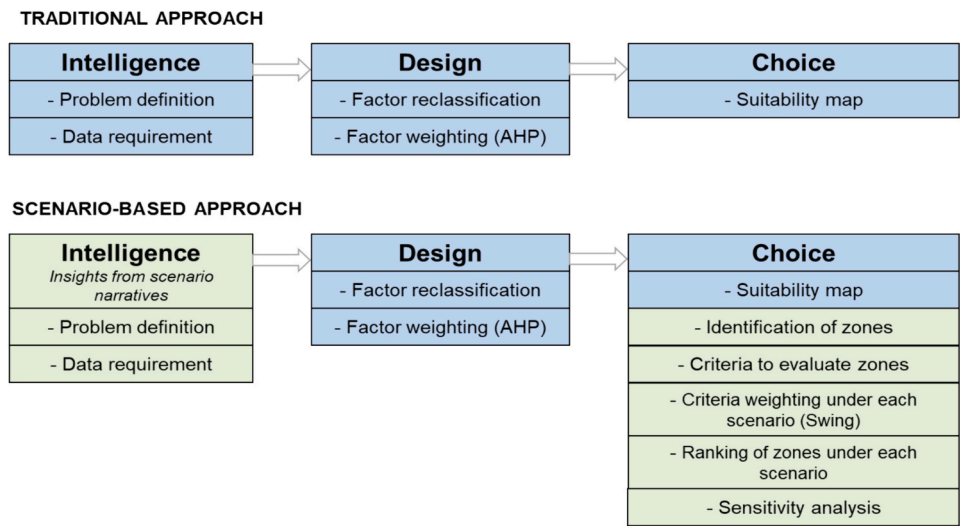 TRADITIONAL APPROACH
Intelligence
- Problem definition
- Data requirement
Design
- Factor reclassification
- Factor weighting (AHP)
Choice
- Suitability map
SCENARIO-BASED APPROACH
Intelligence
Insights from scenario
narratives
- Problem definition
- Data requirement
Design
- Factor reclassification
- Factor weighting (AHP)
Choice
- Suitability map
- Identification of zones
- Criteria to evaluate zones
- Criteria weighting under each
scenario (Swing)
- Ranking of zones under each
scenario
- Sensitivity analysis